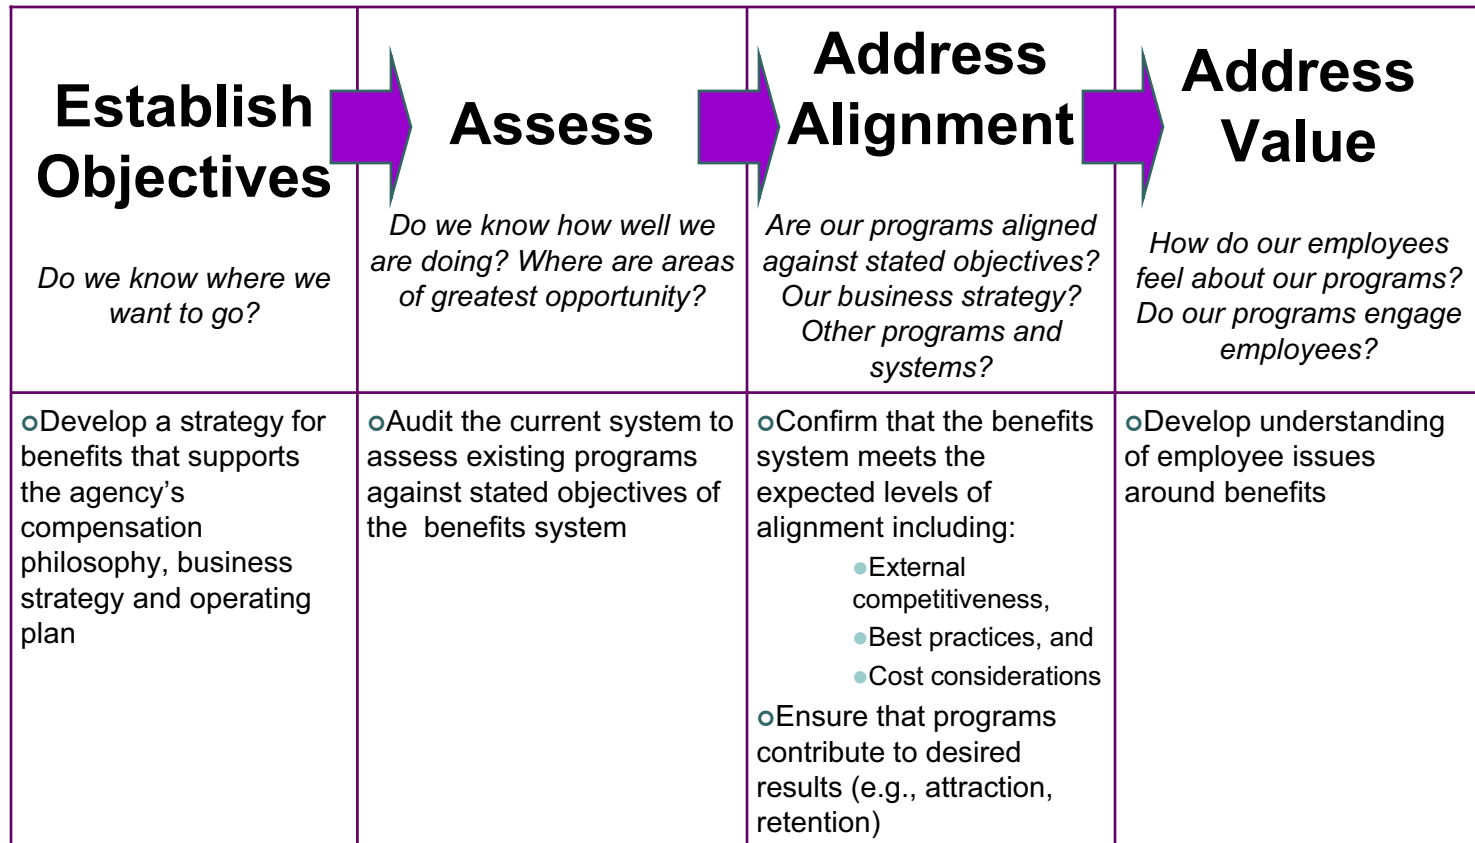 Establish
Objectives
Do we know where we
want to go?
Assess
Do we know how well we
are doing? Where are areas
of greatest opportunity?
Address
Alignment
Are our programs aligned
against stated objectives?
Our business strategy?
Other programs and
systems?
Address
Value
How do our employees
feel about our programs?
Do our programs engage
employees?
Develop a strategy for
benefits that supports
the agency’s
compensation
philosophy, business
strategy and operating
plan
Audit the current system to
assess existing programs
against stated objectives of
the  benefits system
Confirm that the benefits
system meets the
expected levels of
alignment including:
External
competitiveness,
Best practices, and
Cost considerations
Ensure that programs
contribute to desired
results (e.g., attraction,
retention)
Develop understanding
of employee issues
around benefits